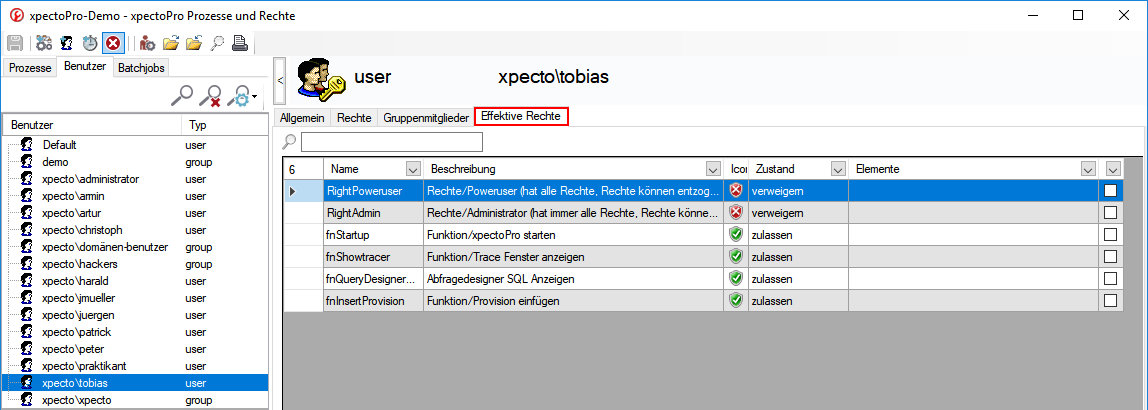 xpectoPro-Demo - xpectoPro Prozesse und Rechte
Prozesse Benutzer Batchjobs
user xpecto\tobias
Allgemein Rechte Gruppenmitglieder Effektive Rechte
Benutzer Typ
Default user
demo group
xpecto\administrator user
xpecto\armin user
xpecto\artur user
xpecto\christoph user
xpecto\domänen-benutzer group
xpecto\hackers group
xpecto\harald user
xpecto\jmueller user
xpecto\juergen user
xpecto\patrick user
xpecto\peter user
xpecto\praktikant user
xpecto\tobias user
xpecto\xpecto group
6 Name Beschreibung Icon Zustand Elemente
RightPoweruser Rechte/Poweruser (hat alle Rechte, Rechte können entzog... verweigern
RightAdmin Rechte/Administrator (hat immer alle Rechte, Rechte könne... verweigern
fnStartup Funktion/xpectoPro starten zulassen
fnShowtracer Funktion/Trace Fenster anzeigen zulassen
fnQueryDesigner... Abfragedesigner SQL Anzeigen zulassen
fnInsertProvision Funktion/Provision einfügen zulassen